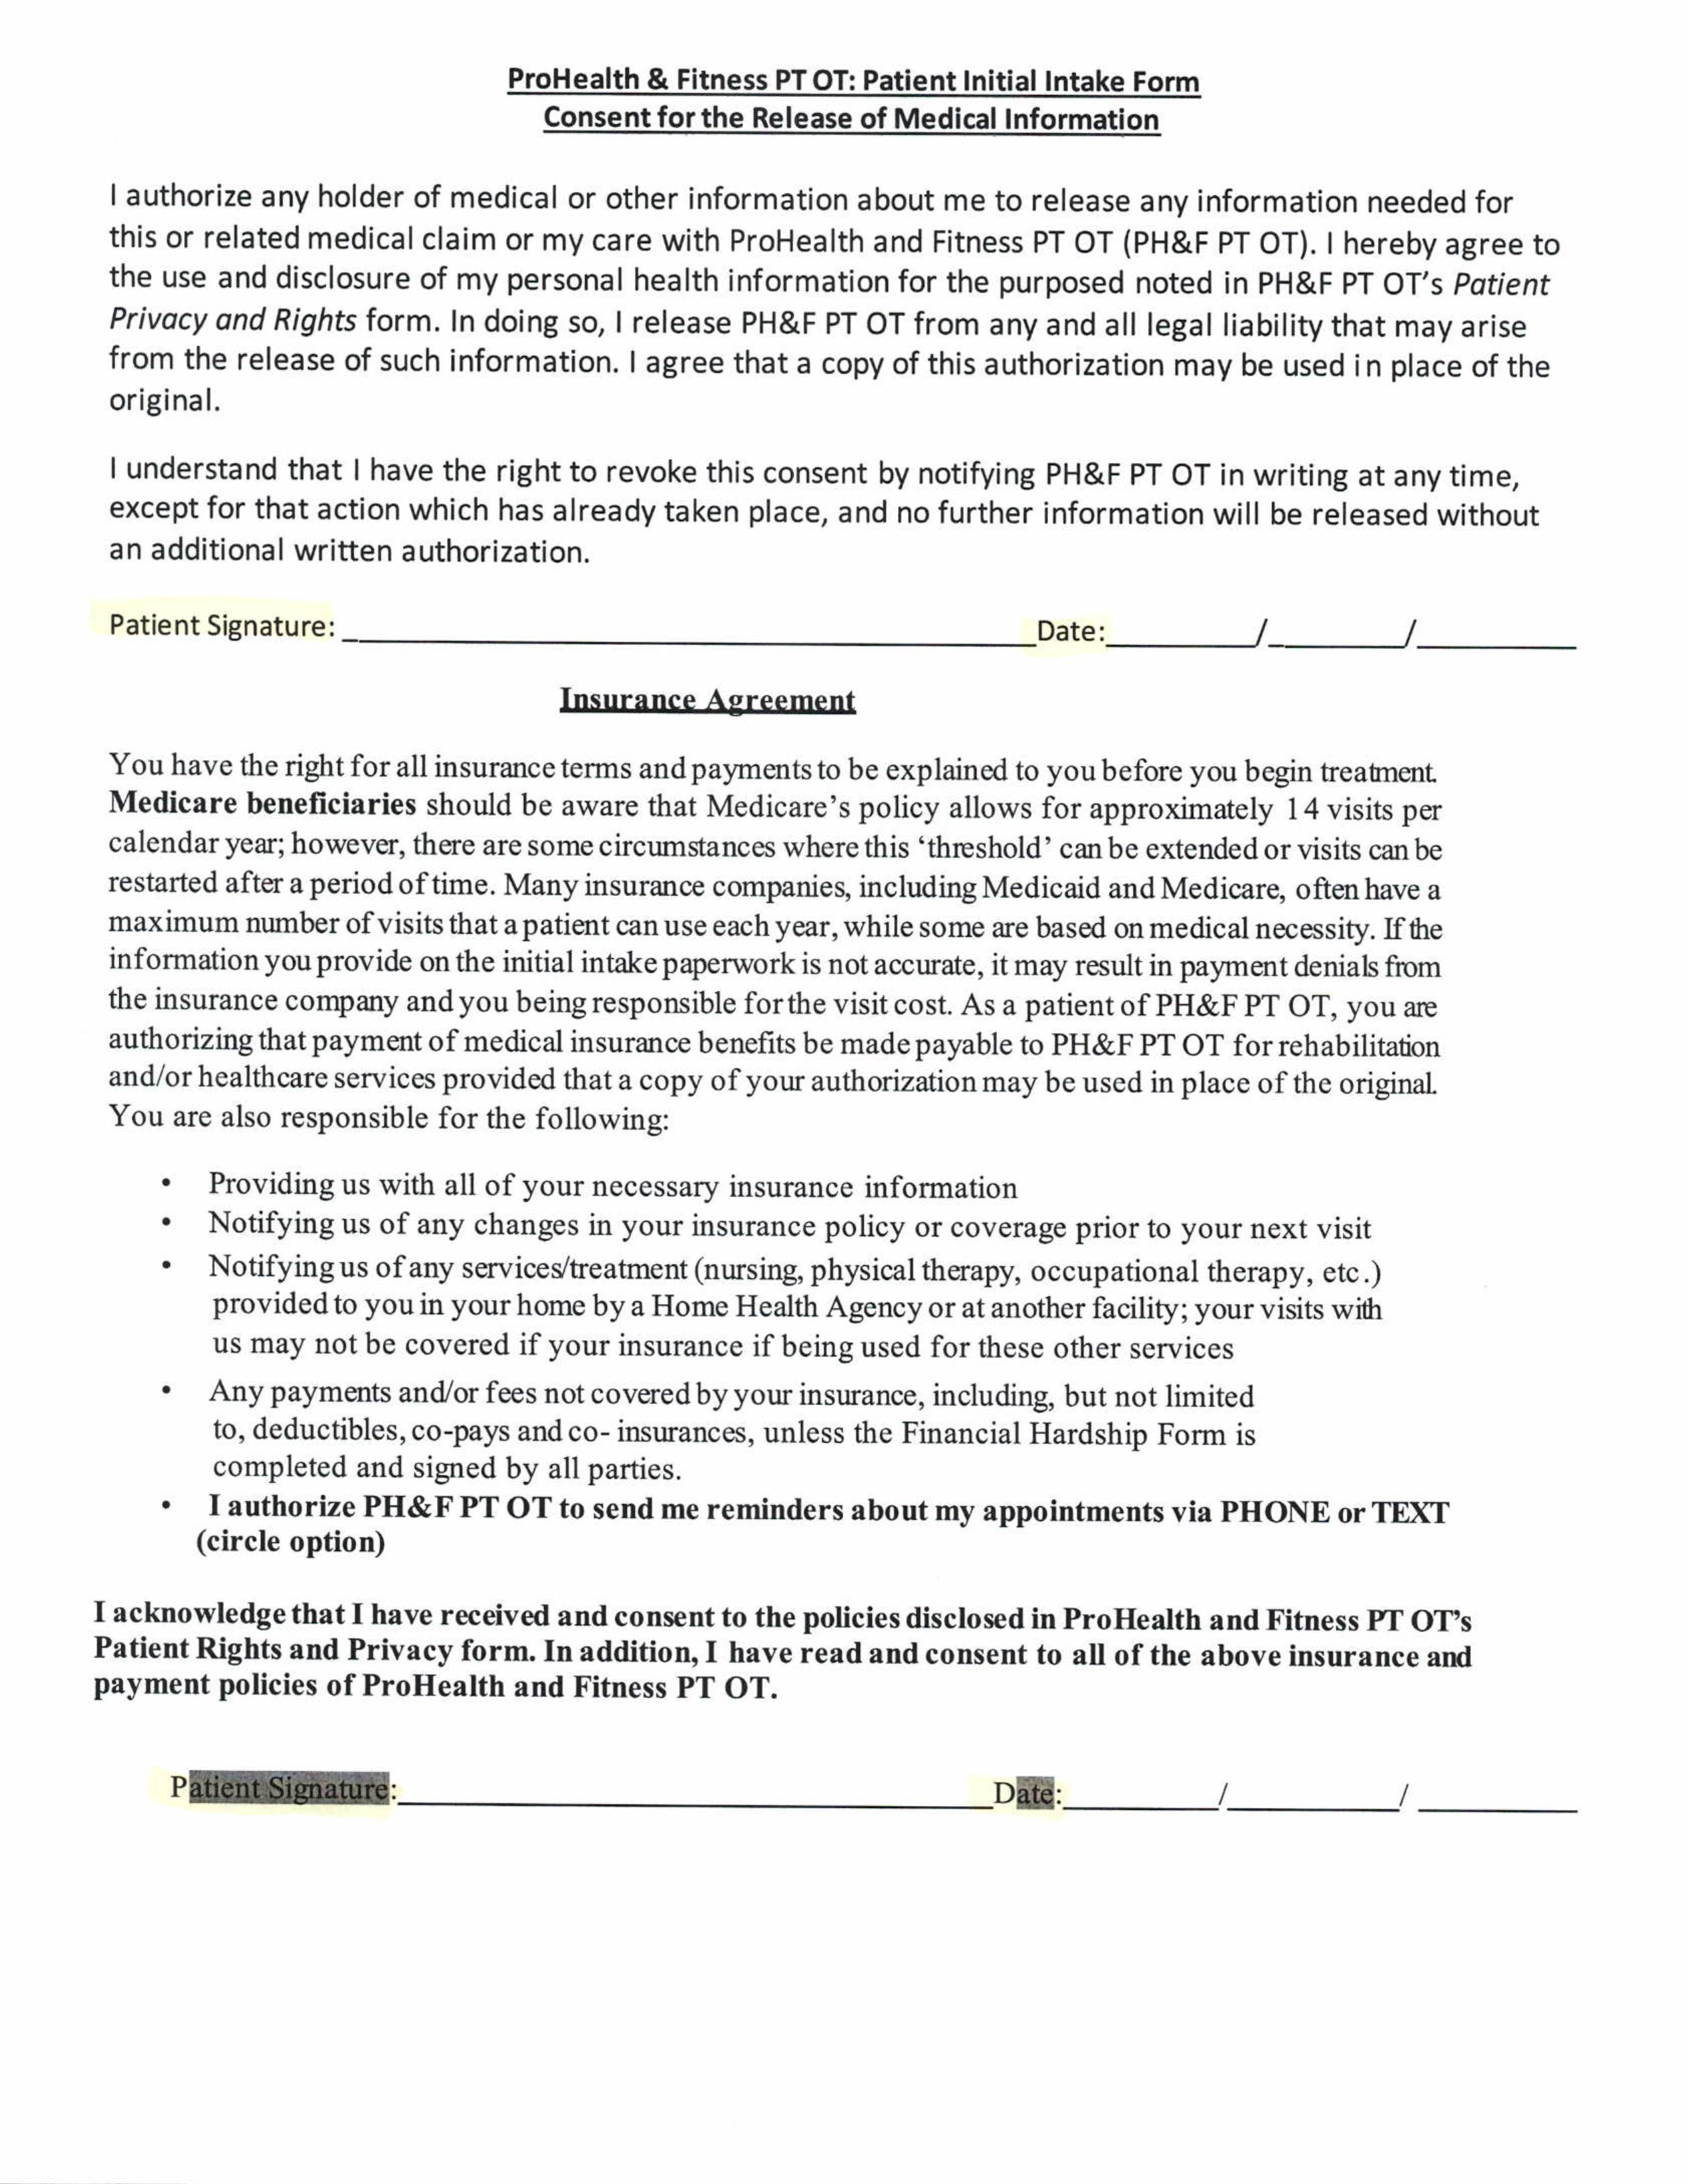 ProHealth & Fitness PT OT: Patient Initial Intake Form
Consent for the Release of Medical Information
I authorize any holder of medical or other information about me to release any information needed for
this or related medical claim or my care with ProHealth and Fitness PT OT (PH&F PT OT). I hereby agree to
the use and disclosure of my personal health information for the purposed noted in PH&F PT OT's Patient
Privacy and Rights form. In doing so, I release PH&F PT OT from any and all legal liability that may arise
from the release of such information. I agree that a copy of this authorization may be used in place of the
original.
I understand that I have the right to revoke this consent by notifying PH&F PT OT in writing at any time,
except for that action which has already taken place, and no further information will be released without
an additional written authorization.
Patient Signature: ____________________ Date:________/________/________
Insurance Agreement
You have the right for all insurance terms and payments to be explained to you before you begin treatment.
Medicare beneficiaries should be aware that Medicare's policy allows for approximately 14 visits per
calendar year; however, there are some circumstances where this 'threshold' can be extended or visits can be
restarted after a period of time. Many insurance companies, including Medicaid and Medicare, often have a
maximum number of visits that a patient can use each year, while some are based on medical necessity. If the
information you provide on the initial intake paperwork is not accurate, it may result in payment denials from
the insurance company and you being responsible for the visit cost. As a patient of PH&F PT OT, you are
authorizing that payment of medical insurance benefits be made payable to PH&F PT OT for rehabilitation
and/or healthcare services provided that a copy of your authorization may be used in place of the original.
You are also responsible for the following:
• Providing us with all of your necessary insurance information
• Notifying us of any changes in your insurance policy or coverage prior to your next visit
• Notifying us of any services/treatment (nursing, physical therapy, occupational therapy, etc.)
provided to you in your home by a Home Health Agency or at another facility; your visits with
us may not be covered if your insurance if being used for these other services
• Any payments and/or fees not covered by your insurance, including, but not limited
to, deductibles, co-pays and co- insurances, unless the Financial Hardship Form is
completed and signed by all parties.
• I authorize PH&F PT OT to send me reminders about my appointments via PHONE or TEXT
(circle option)
I acknowledge that I have received and consent to the policies disclosed in ProHealth and Fitness PT OT's
Patient Rights and Privacy form. In addition, I have read and consent to all of the above insurance and
payment policies of ProHealth and Fitness PT OT.
Patient Signature:____________________Date:________/________/________